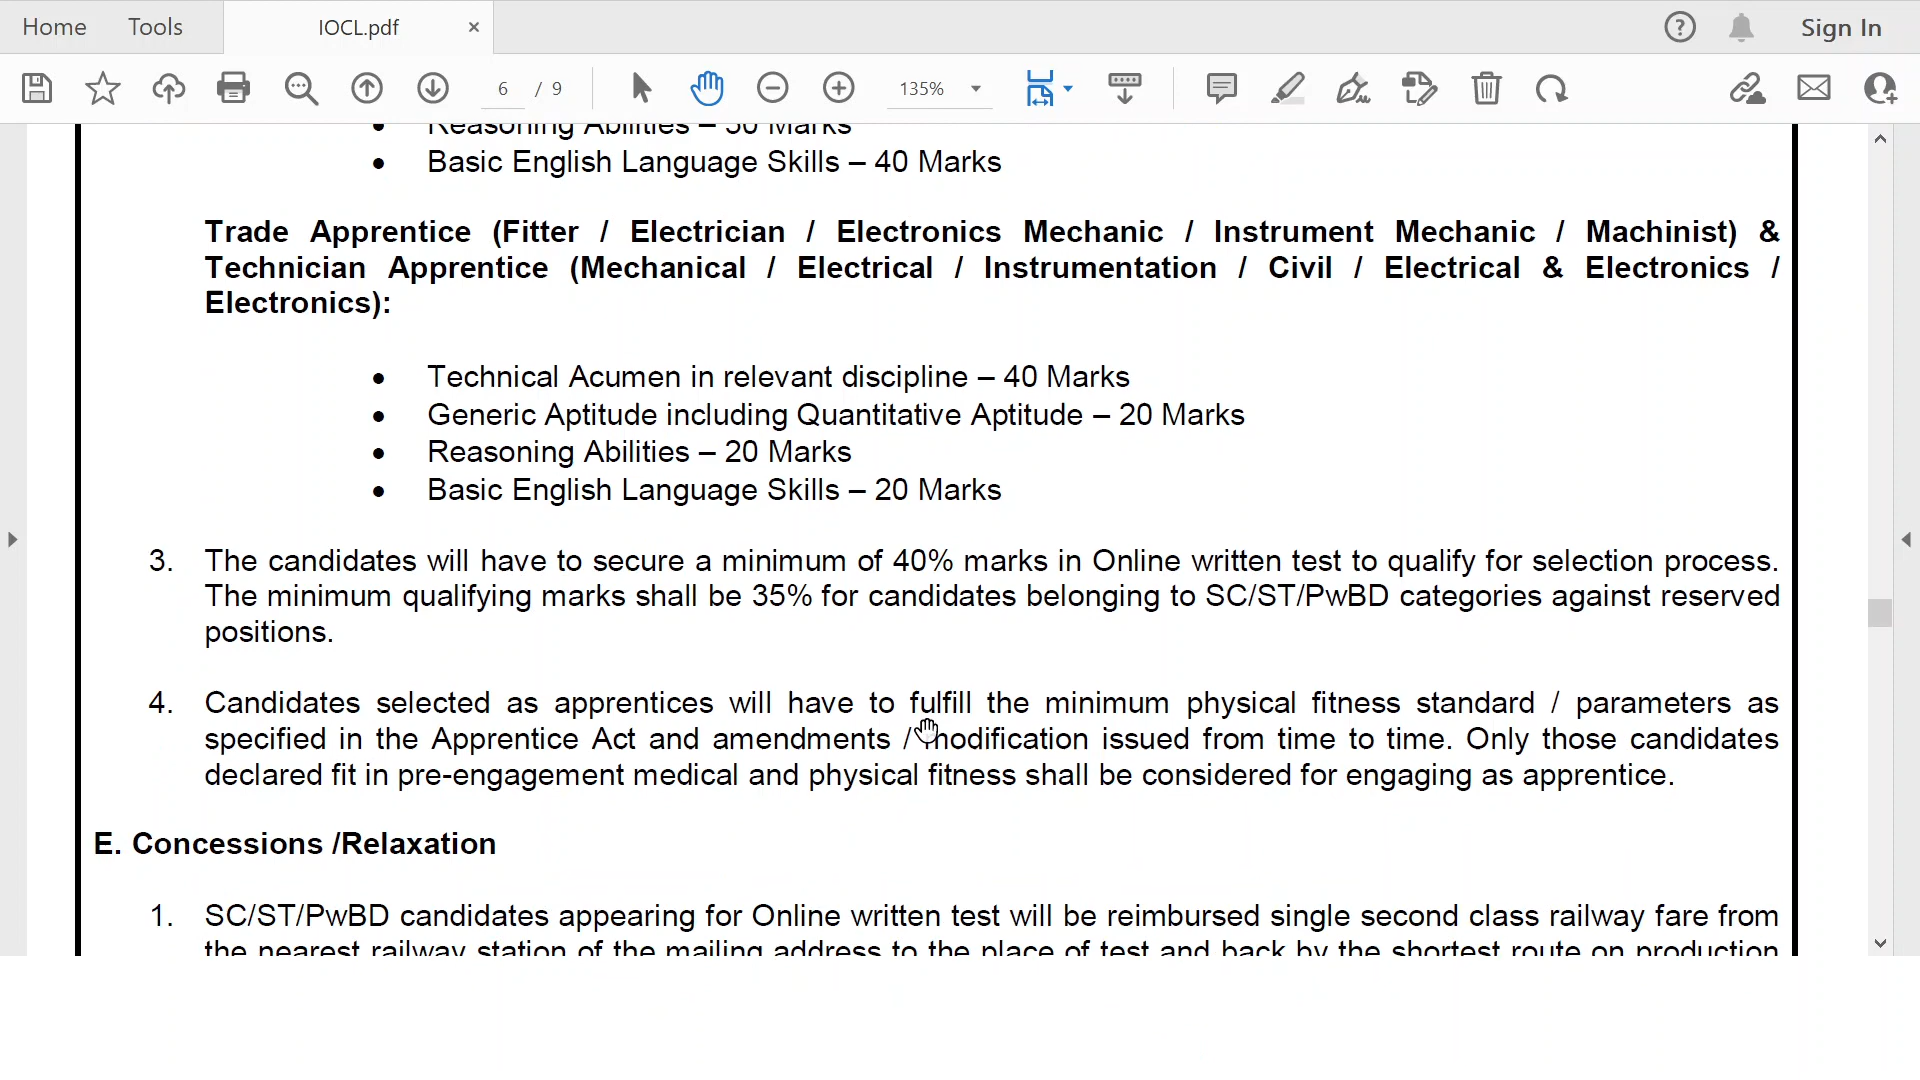 Home Tools IOCL.pdf × ? Sign In
6 / 9 135%
Reasoning Abilities – 30 Marks
• Basic English Language Skills – 40 Marks
Trade Apprentice (Fitter / Electrician / Electronics Mechanic / Instrument Mechanic / Machinist) &
Technician Apprentice (Mechanical / Electrical / Instrumentation / Civil / Electrical & Electronics /
Electronics):
• Technical Acumen in relevant discipline – 40 Marks
• Generic Aptitude including Quantitative Aptitude – 20 Marks
• Reasoning Abilities – 20 Marks
• Basic English Language Skills – 20 Marks
3. The candidates will have to secure a minimum of 40% marks in Online written test to qualify for selection process.
The minimum qualifying marks shall be 35% for candidates belonging to SC/ST/PwBD categories against reserved
positions.
4. Candidates selected as apprentices will have to fulfill the minimum physical fitness standard / parameters as
specified in the Apprentice Act and amendments / modification issued from time to time. Only those candidates
declared fit in pre-engagement medical and physical fitness shall be considered for engaging as apprentice.
E. Concessions /Relaxation
1. SC/ST/PwBD candidates appearing for Online written test will be reimbursed single second class railway fare from
the nearest railway station of the mailing address to the place of test and back by the shortest route on production